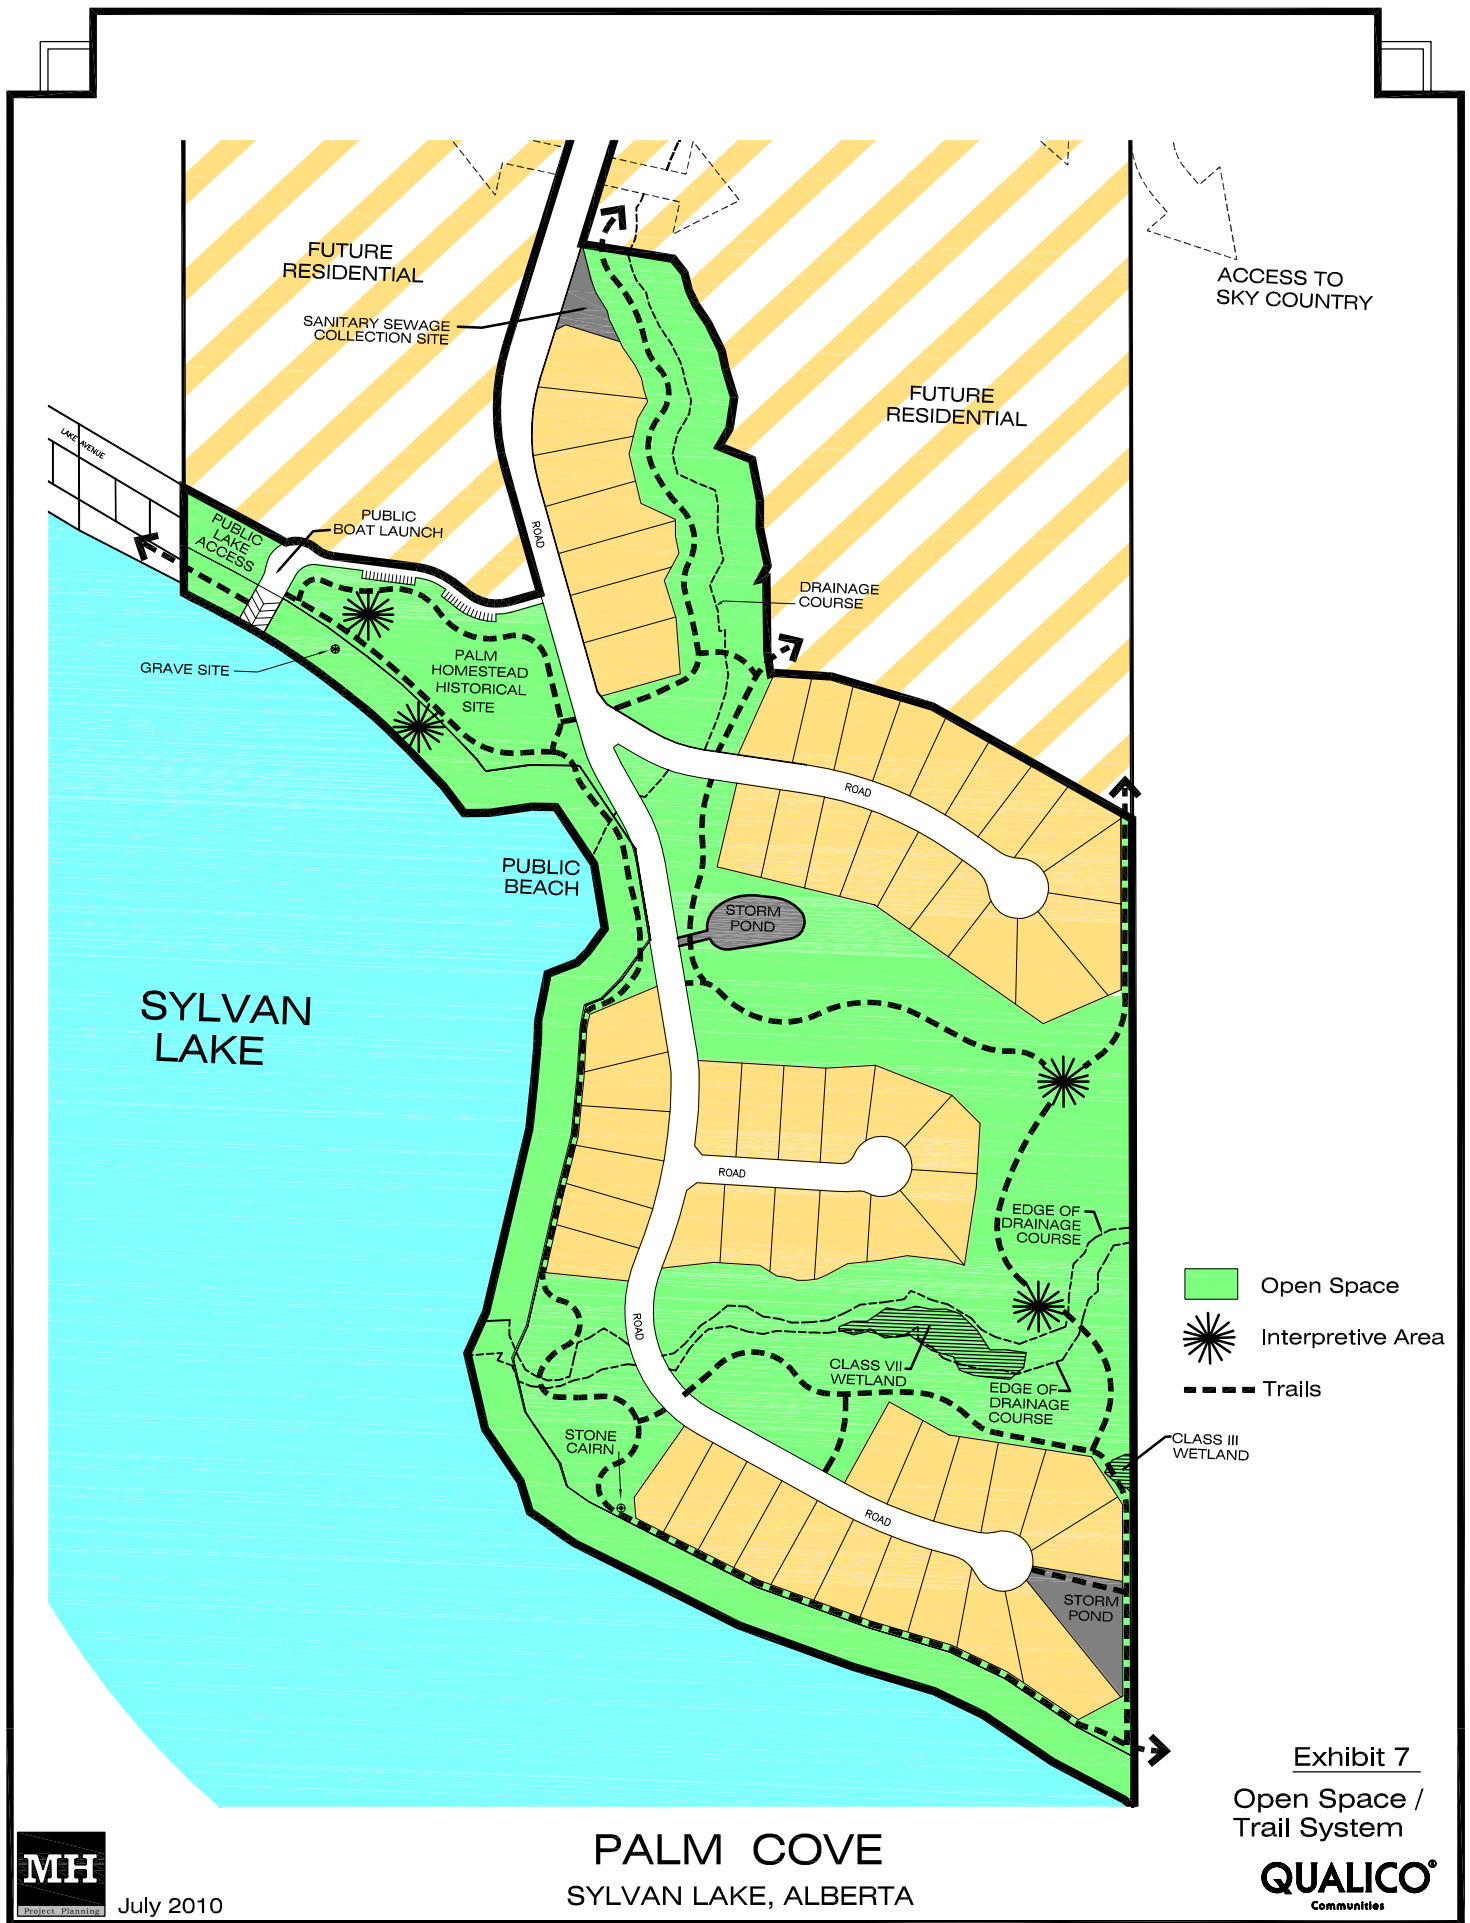 FUTURE
RESIDENTIAL
ACCESS TO
SKY COUNTRY
SANITARY SEWAGE
COLLECTION SITE
FUTURE
RESIDENTIAL
LAKE AVENUE
PUBLIC
BOAT LAUNCH
PUBLIC
LAKE
ACCESS
ROAD
DRAINAGE
COURSE
GRAVE SITE
PALM
HOMESTEAD
HISTORICAL
SITE
ROAD
PUBLIC
BEACH
STORM
POND
SYLVAN
LAKE
ROAD
EDGE OF
DRAINAGE
COURSE
Open Space
ROAD
Interpretive Area
CLASS VII
WETLAND
EDGE OF
DRAINAGE
COURSE
Trails
STONE
CAIRN
CLASS III
WETLAND
ROAD
STORM
POND
Exhibit 7
Open Space /
Trail System
PALM COVE
SYLVAN LAKE, ALBERTA
MH
Project Planning
July 2010
QUALICO®
Communities